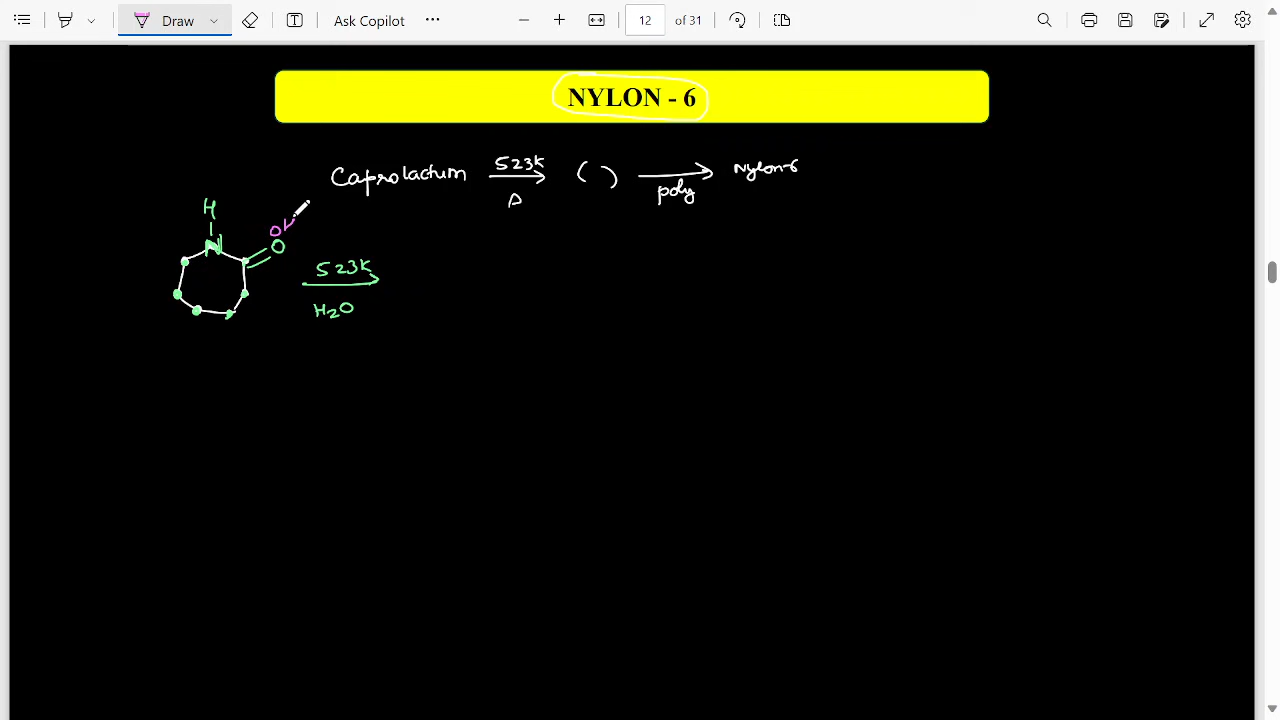 Draw
Ask Copilot
12 of 31
NYLON - 6
Caprolactum 523K Δ ( ) poly Nylon-6
H
N
O
O
523K
H2O